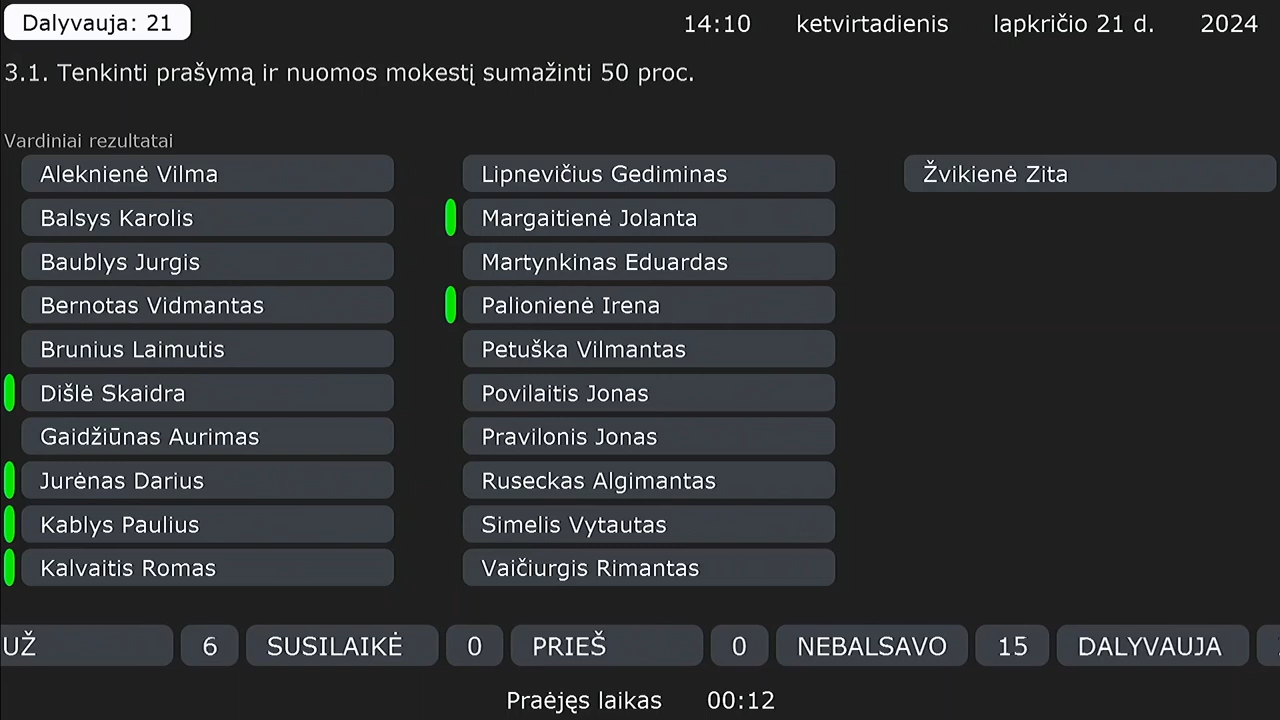 Dalyvauja: 21 14:10 ketvirtadienis lapkričio 21 d. 2024
3.1. Tenkinti prašymą ir nuomos mokestį sumažinti 50 proc.
Vardiniai rezultatai
Aleknienė Vilma
Balsys Karolis
Baublys Jurgis
Bernotas Vidmantas
Brunius Laimutis
Dišlė Skaidra
Gaidžiūnas Aurimas
Jurėnas Darius
Kablys Paulius
Kalvaitis Romas
Lipnevičius Gediminas
Margaitienė Jolanta
Martynkinas Eduardas
Palionienė Irena
Petuška Vilmantas
Povilaitis Jonas
Pravilonis Jonas
Ruseckas Algimantas
Simelis Vytautas
Vaičiurgis Rimantas
Žvikienė Zita
UŽ 6 SUSILAIKĖ 0 PRIEŠ 0 NEBALSAVO 15 DALYVAUJA
Praėjęs laikas 00:12